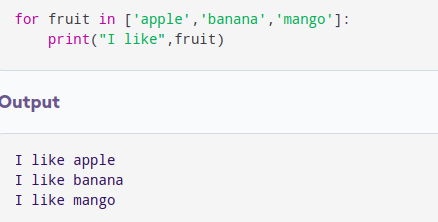 for fruit in ['apple','banana','mango']:
    print("I like",fruit)
Output
I like apple
I like banana
I like mango